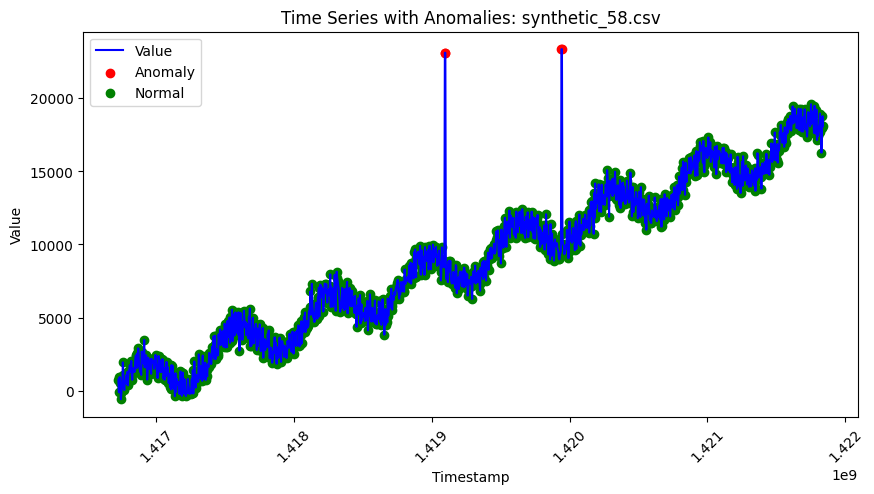 Time Series with Anomalies: synthetic_58.csv
Value
Anomaly
Normal
20000
15000
10000
5000
0
Value
1.417
1.418
1.419
1.420
1.421
1.422
1e9
Timestamp